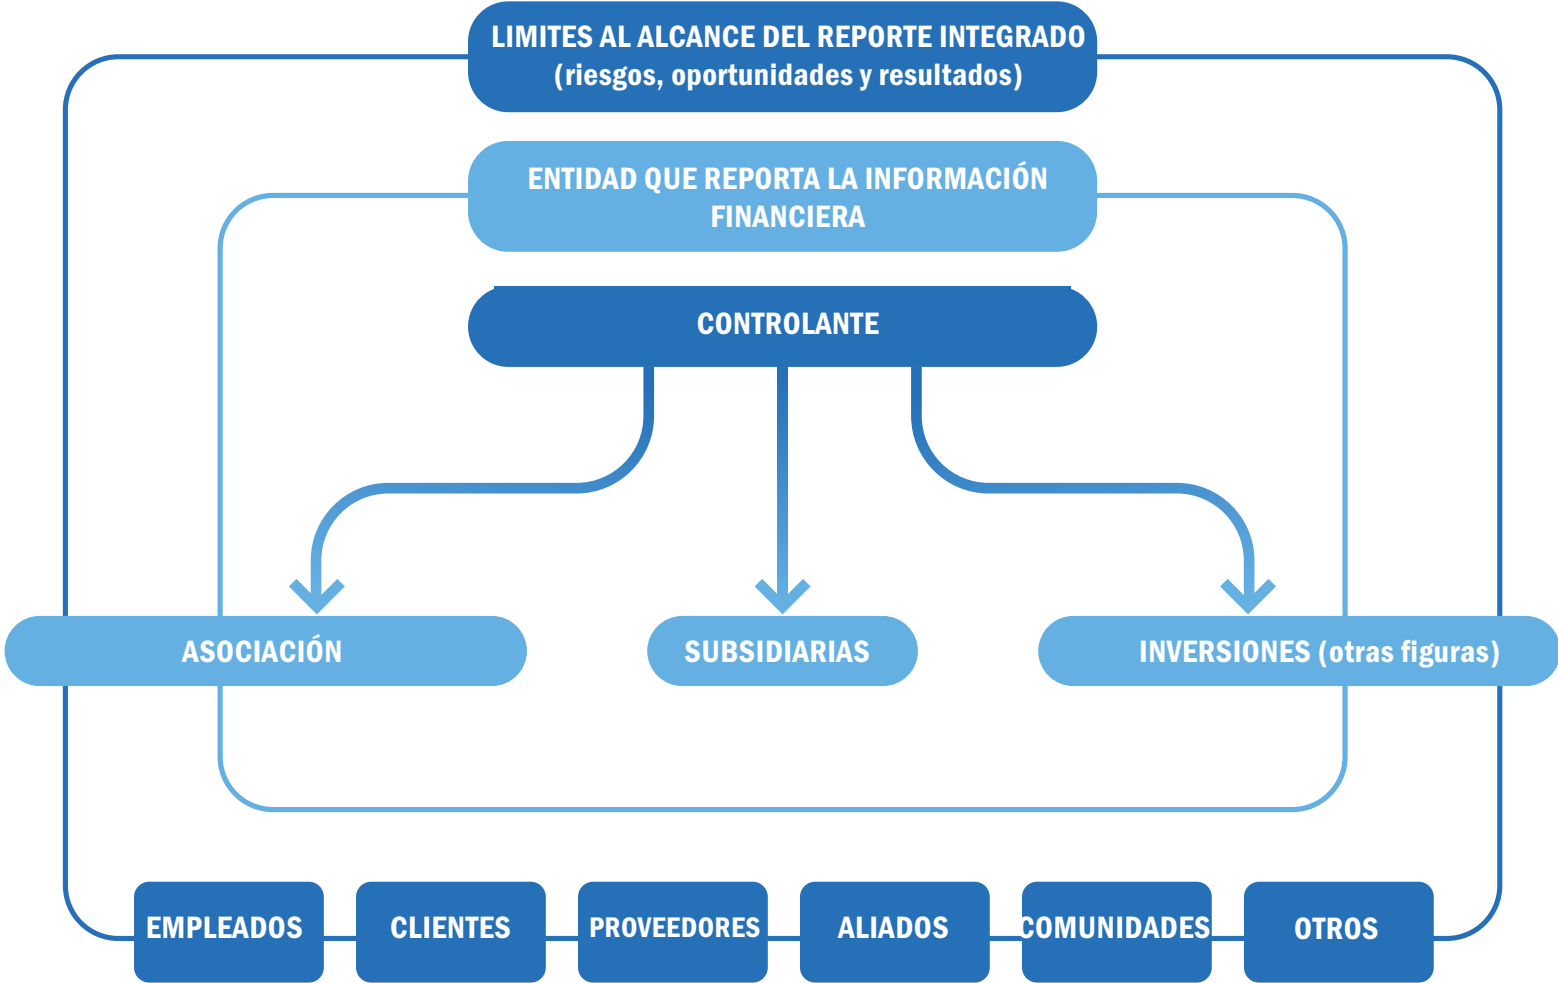 LIMITES AL ALCANCE DEL REPORTE INTEGRADO
(riesgos, oportunidades y resultados)
ENTIDAD QUE REPORTA LA INFORMACIÓN
FINANCIERA
CONTROLANTE
ASOCIACIÓN
SUBSIDIARIAS
INVERSIONES (otras figuras)
EMPLEADOS
CLIENTES
PROVEEDORES
ALIADOS
COMUNIDADES
OTROS